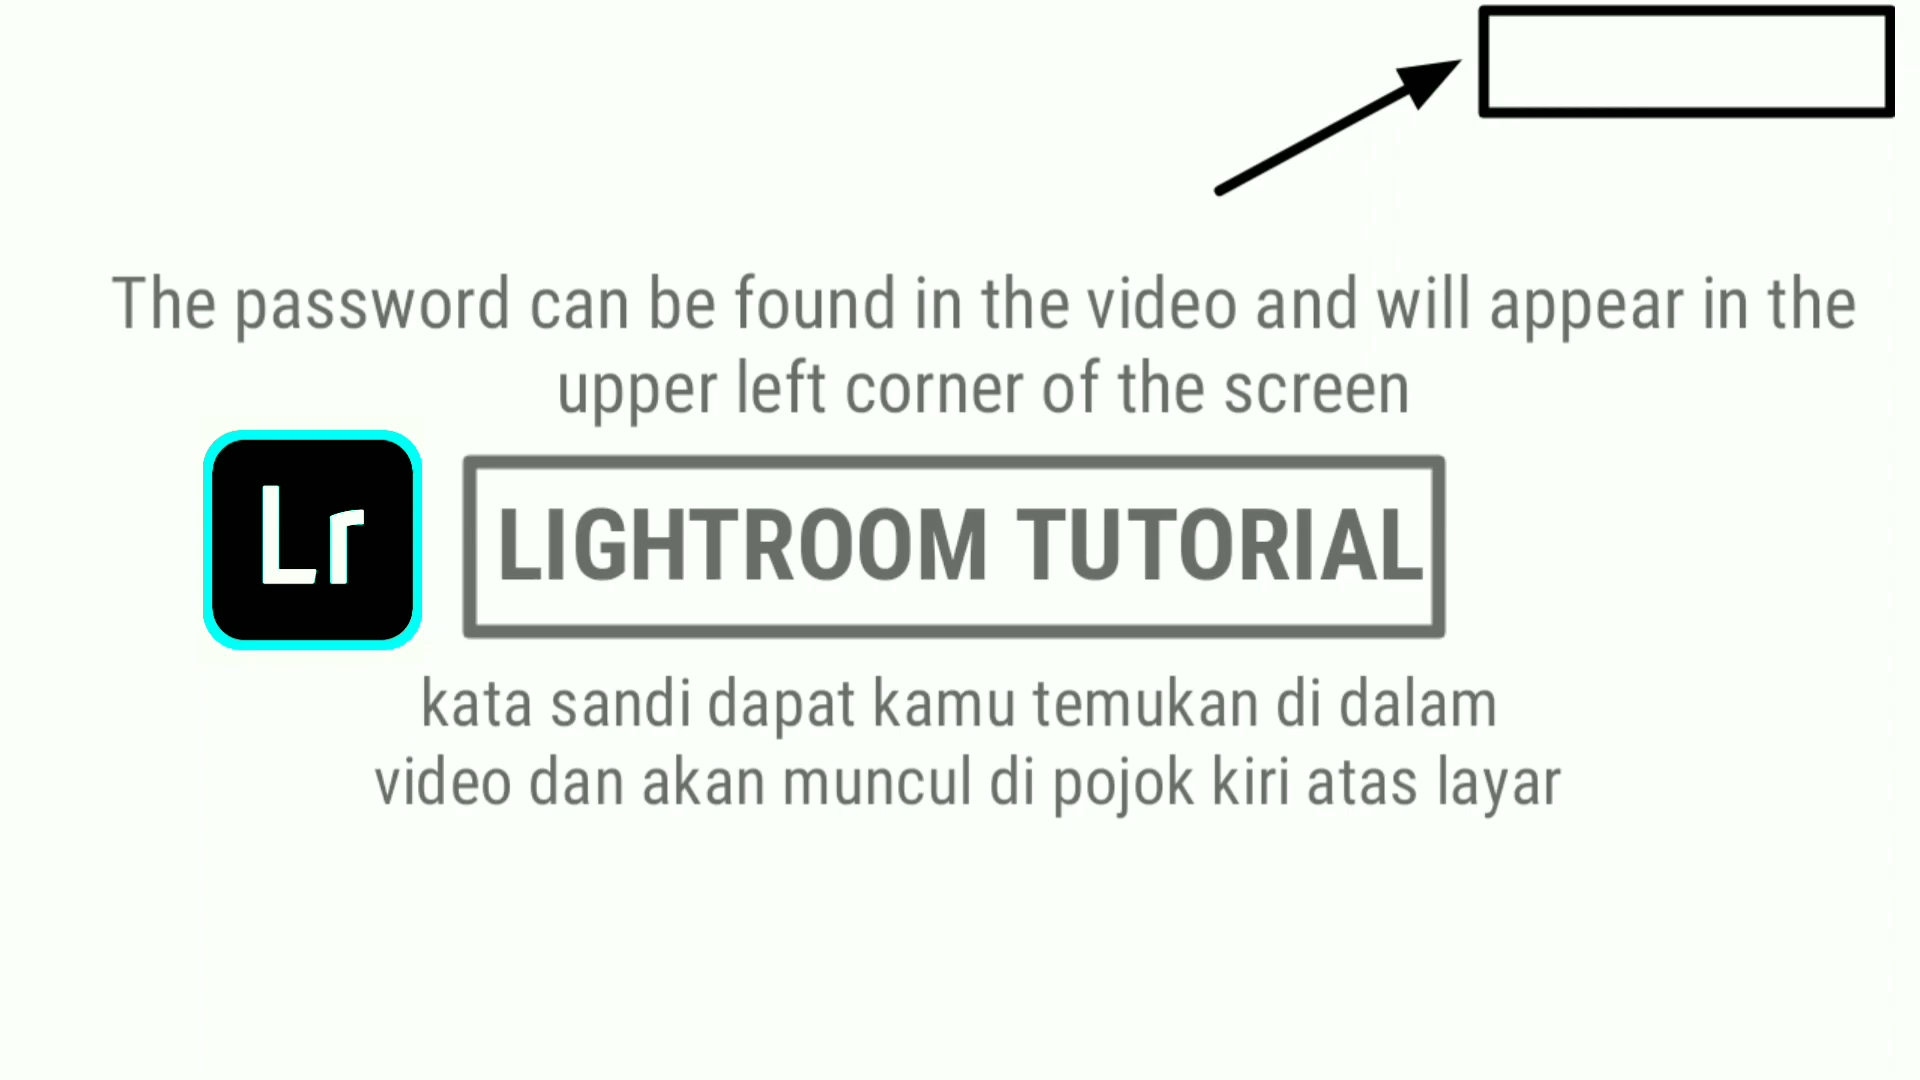 The password can be found in the video and will appear in the
upper left corner of the screen
Lr
LIGHTROOM TUTORIAL
kata sandi dapat kamu temukan di dalam
video dan akan muncul di pojok kiri atas layar